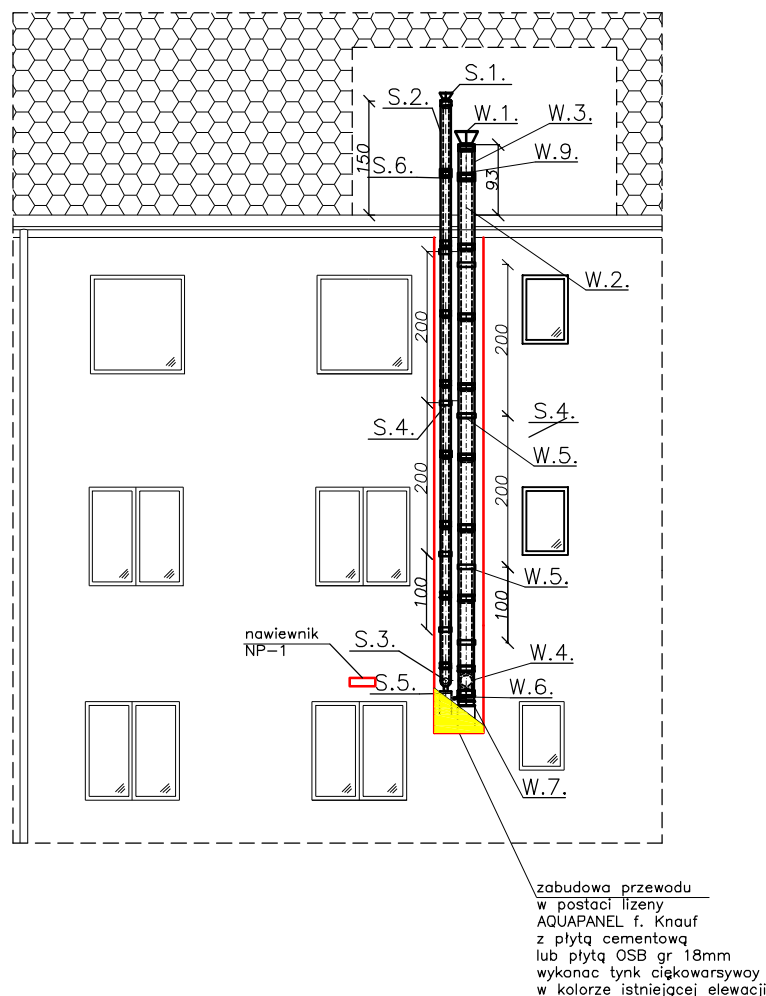 S.1.
S.2.
W.1.
W.3.
150
S.6.
W.9.
93
W.2.
200
200
S.4.
S.4.
W.5.
200
200
W.5.
100
100
nawiewnik
NP-1
S.3.
W.4.
S.5.
W.6.
W.7.
zabudowa przewodu
w postaci lizeny
AQUAPANEL f. Knauf
z płytą cementową
lub płytą OSB gr 18mm
wykonac tynk ciękowarsywoy
w kolorze istniejącej elewacji